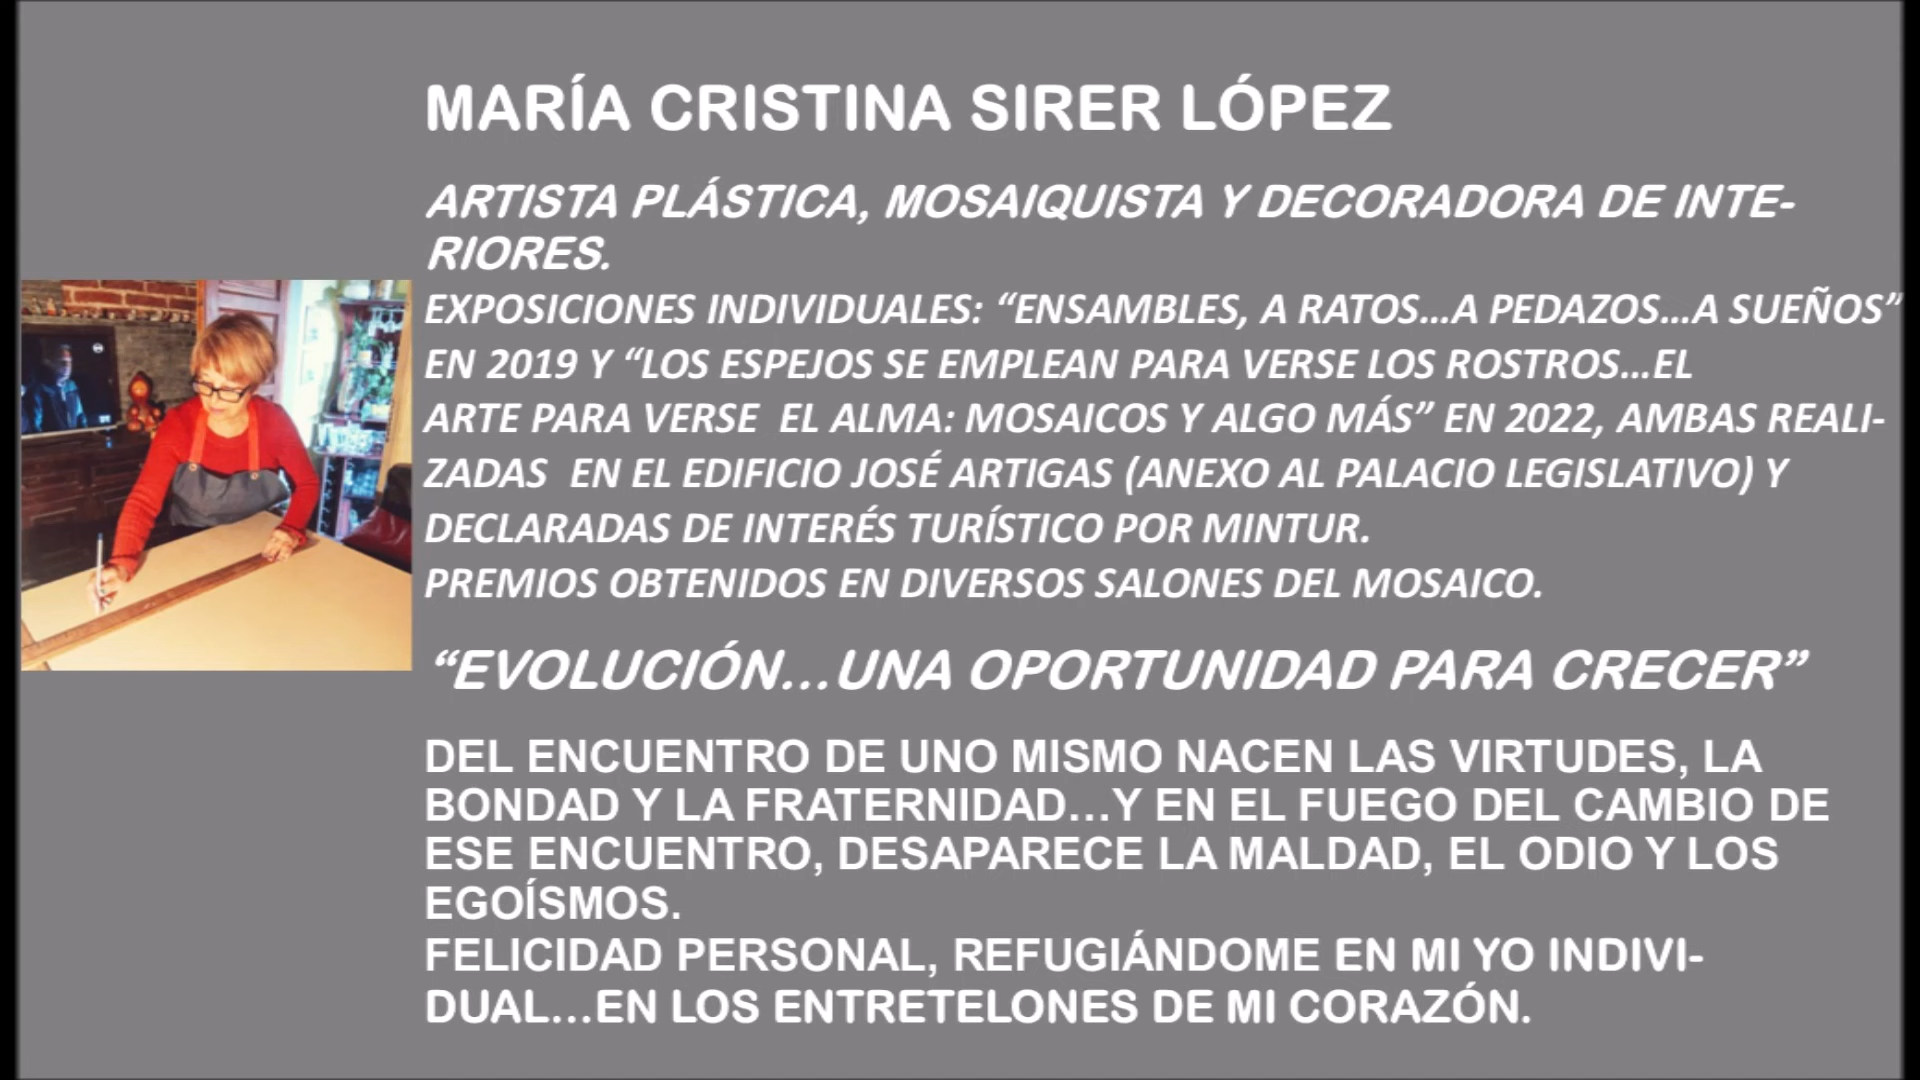 MARÍA CRISTINA SIRER LÓPEZ
ARTISTA PLÁSTICA, MOSAIQUISTA Y DECORADORA DE INTE-
RIORES.
EXPOSICIONES INDIVIDUALES: “ENSAMBLES, A RATOS...A PEDAZOS...A SUEÑOS”
EN 2019 Y “LOS ESPEJOS SE EMPLEAN PARA VERSE LOS ROSTROS...EL
ARTE PARA VERSE  EL ALMA: MOSAICOS Y ALGO MÁS” EN 2022, AMBAS REALI-
ZADAS  EN EL EDIFICIO JOSÉ ARTIGAS (ANEXO AL PALACIO LEGISLATIVO) Y
DECLARADAS DE INTERÉS TURÍSTICO POR MINTUR.
PREMIOS OBTENIDOS EN DIVERSOS SALONES DEL MOSAICO.
“EVOLUCIÓN...UNA OPORTUNIDAD PARA CRECER”
DEL ENCUENTRO DE UNO MISMO NACEN LAS VIRTUDES, LA
BONDAD Y LA FRATERNIDAD...Y EN EL FUEGO DEL CAMBIO DE
ESE ENCUENTRO, DESAPARECE LA MALDAD, EL ODIO Y LOS
EGOÍSMOS.
FELICIDAD PERSONAL, REFUGIÁNDOME EN MI YO INDIVI-
DUAL...EN LOS ENTRETELONES DE MI CORAZÓN.